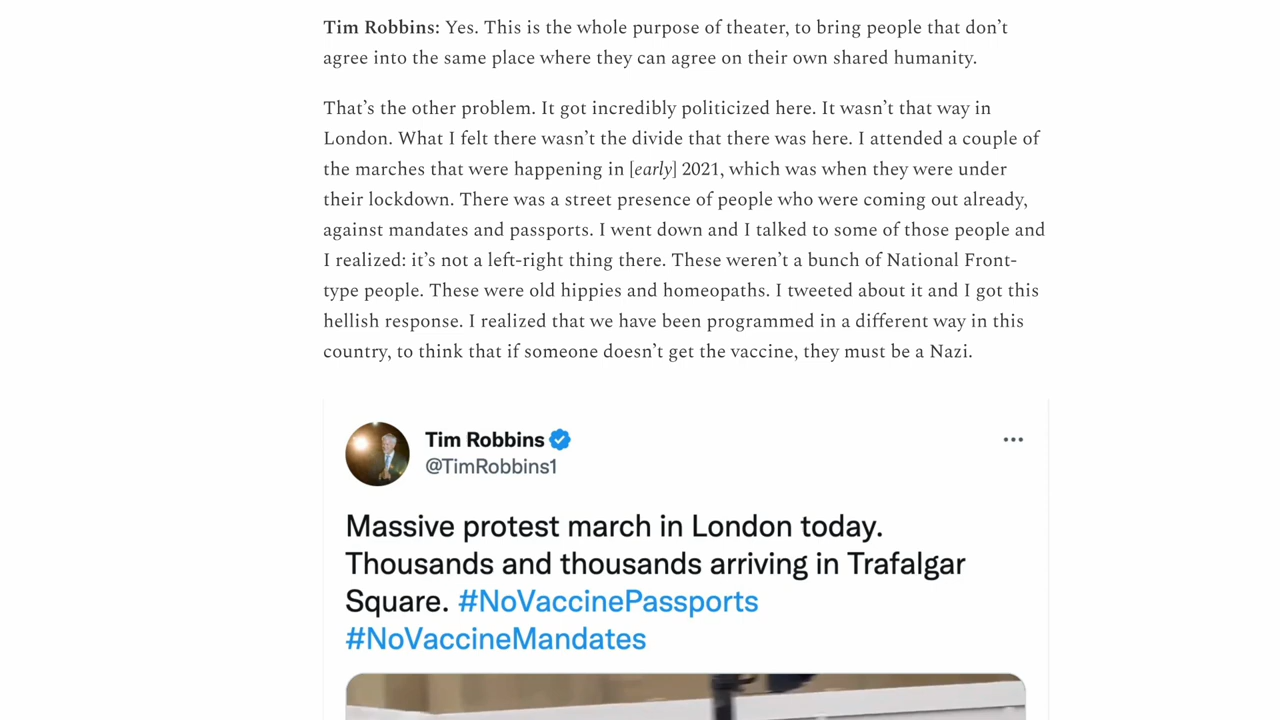 Tim Robbins: Yes. This is the whole purpose of theater, to bring people that don’t
agree into the same place where they can agree on their own shared humanity.
That’s the other problem. It got incredibly politicized here. It wasn’t that way in
London. What I felt there wasn’t the divide that there was here. I attended a couple of
the marches that were happening in [early] 2021, which was when they were under
their lockdown. There was a street presence of people who were coming out already,
against mandates and passports. I went down and I talked to some of those people and
I realized: it’s not a left-right thing there. These weren’t a bunch of National Front-
type people. These were old hippies and homeopaths. I tweeted about it and I got this
hellish response. I realized that we have been programmed in a different way in this
country, to think that if someone doesn’t get the vaccine, they must be a Nazi.
Tim Robbins
@TimRobbins1
Massive protest march in London today.
Thousands and thousands arriving in Trafalgar
Square. #NoVaccinePassports
#NoVaccineMandates